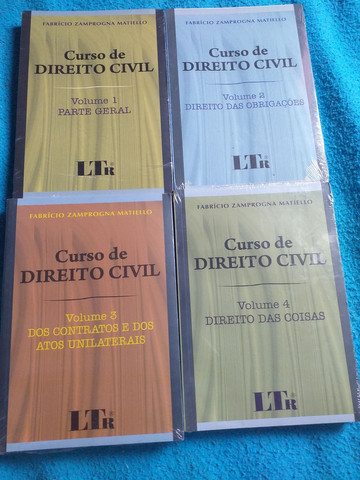 FABRÍCIO ZAMPROGNA MATIELLO
Curso de
DIREITO CIVIL
Volume 1
PARTE GERAL
LTR®
FABRÍCIO ZAMPROGNA MATIELLO
Curso de
DIREITO CIVIL
Volume 2
DIREITO DAS OBRIGAÇÕES
LTR®
FABRÍCIO ZAMPROGNA MATIELLO
Curso de
DIREITO CIVIL
Volume 3
DOS CONTRATOS E DOS
ATOS UNILATERAIS
LTR®
FABRÍCIO ZAMPROGNA MATIELLO
Curso de
DIREITO CIVIL
Volume 4
DIREITO DAS COISAS
LTR®